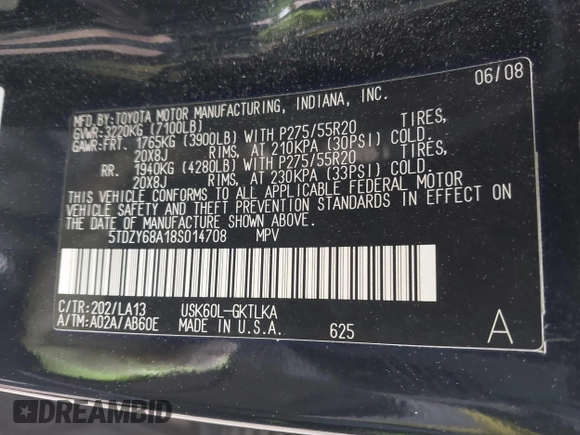 06/08
MFD.BY:TOYOTA MOTOR MANUFACTURING, INDIANA, INC.
GVWR:3220KG (7100LB)
GAWR:FRT. 1765KG (3900LB) WITH P275/55R20 TIRES,
20X8J RIMS, AT 210KPA (30PSI) COLD.
RR. 1940KG (4280LB) WITH P275/55R20 TIRES,
20X8J RIMS, AT 230KPA (33PSI) COLD.
THIS VEHICLE CONFORMS TO ALL APPLICABLE FEDERAL MOTOR
VEHICLE SAFETY AND THEFT PREVENTION STANDARDS IN EFFECT ON
THE DATE OF MANUFACTURE SHOWN ABOVE.
5TDZY68A18S014708 MPV
C/TR:202/LA13 USK60L-GKTLKA
A/TM:A02A/AB60E MADE IN U.S.A. 625 A
DREAMBID